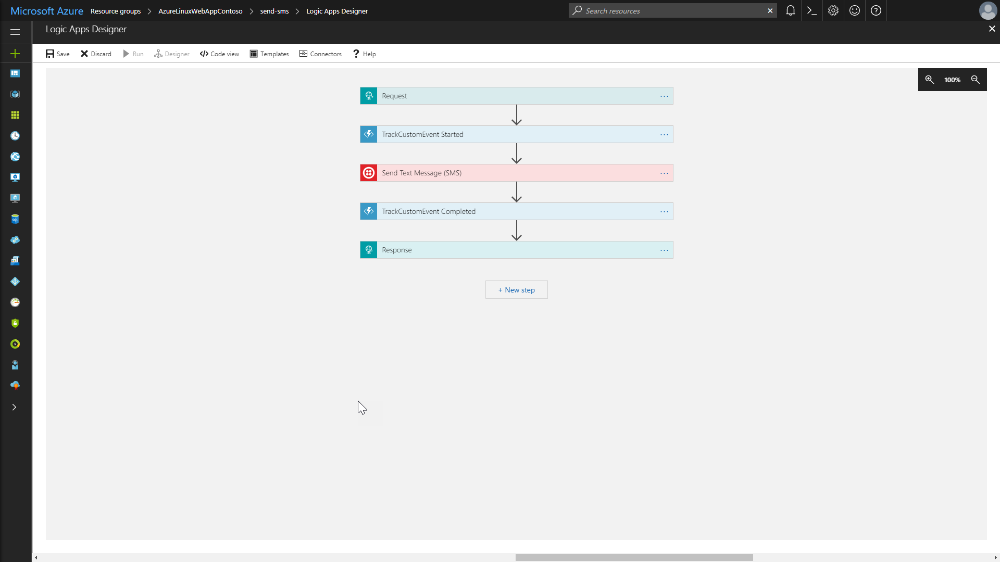 Microsoft Azure Resource groups > AzureLinuxWebAppContoso > send-sms > Logic Apps Designer Search resources
Logic Apps Designer
Save Discard Run Designer Code view Templates Connectors ? Help
100%
Request ...
TrackCustomEvent Started ...
Send Text Message (SMS) ...
TrackCustomEvent Completed ...
Response ...
+ New step
SQL